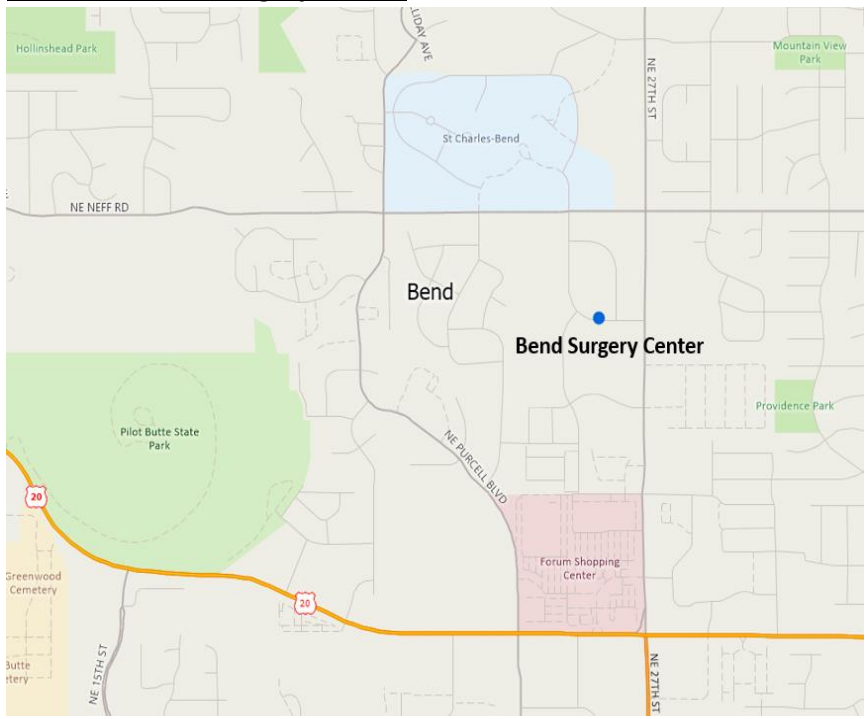 LLIDAY AVE
Hollinshead Park
Mountain View
Park
NE 27TH ST
St Charles-Bend
NE NEFF RD
Bend
Bend Surgery Center
Pilot Butte State
Park
Providence Park
NE PURCELL BLVD
20
Forum Shopping
Center
Greenwood
Cemetery
20
NE 15TH ST
Butte
etery
NE 27TH ST